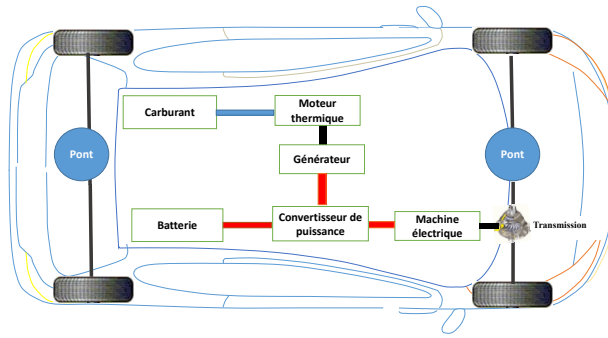 Carburant
Moteur
thermique
Pont
Générateur
Pont
Batterie
Convertisseur de
puissance
Machine
électrique
Transmission